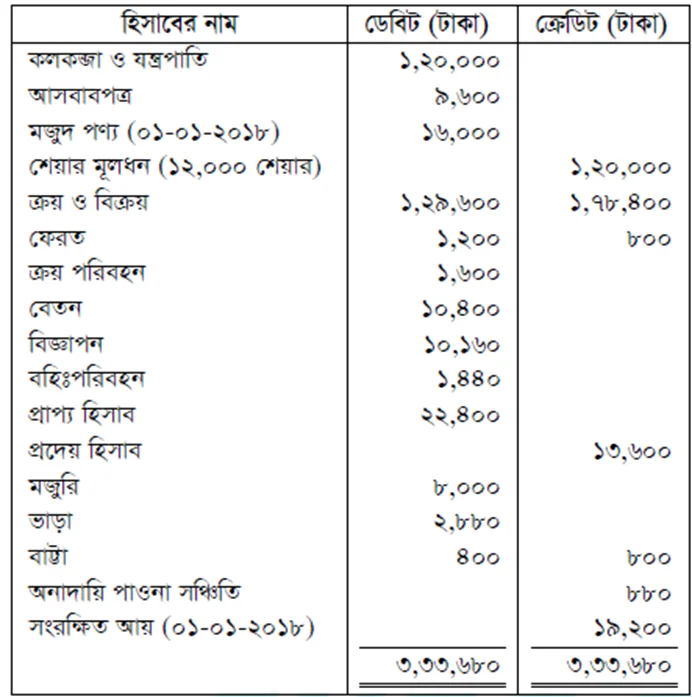 হিসাবের নাম ডেবিট (টাকা) ক্রেডিট (টাকা)
কলকব্জা ও যন্ত্রপাতি ১,২০,০০০
আসবাবপত্র ৯,৬০০
মজুদ পণ্য (০১-০১-২০১৮) ১৬,০০০
শেয়ার মূলধন (১২,০০০ শেয়ার) ১,২০,০০০
ক্রয় ও বিক্রয় ১,২৯,৬০০ ১,৭৮,৪০০
ফেরত ১,২০০ ৮০০
ক্রয় পরিবহন ১,৬০০
বেতন ১০,৪০০
বিজ্ঞাপন ১০,১৬০
বহিঃপরিবহন ১,৪৪০
প্রাপ্য হিসাব ২২,৪০০
প্রদেয় হিসাব ১৩,৬০০
মজুরি ৮,০০০
ভাড়া ২,৮৮০
বাট্টা ৪০০ ৮০০
অনাদায়ি পাওনা সঞ্চিতি ৮৮০
সংরক্ষিত আয় (০১-০১-২০১৮) ১৯,২০০
৩,৩৩,৬৮০ ৩,৩৩,৬৮০